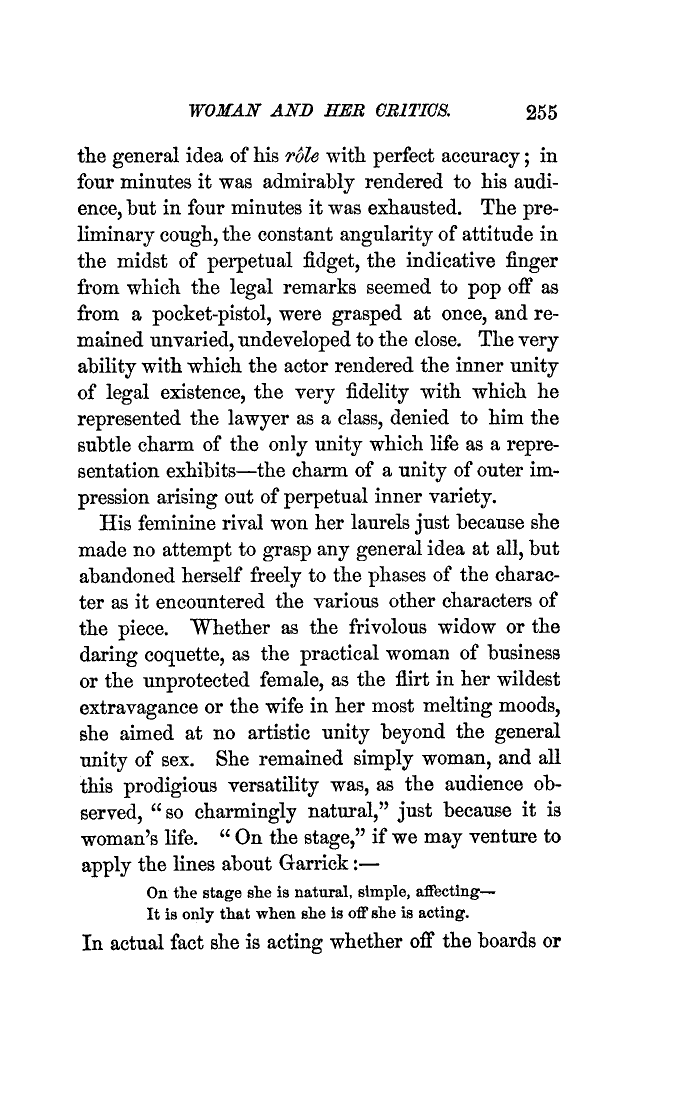 WOMAN AND HER CRITICS. 255
the general idea of his rôle with perfect accuracy; in
four minutes it was admirably rendered to his audi-
ence, but in four minutes it was exhausted. The pre-
liminary cough, the constant angularity of attitude in
the midst of perpetual fidget, the indicative finger
from which the legal remarks seemed to pop off as
from a pocket-pistol, were grasped at once, and re-
mained unvaried, undeveloped to the close. The very
ability with which the actor rendered the inner unity
of legal existence, the very fidelity with which he
represented the lawyer as a class, denied to him the
subtle charm of the only unity which life as a repre-
sentation exhibits—the charm of a unity of outer im-
pression arising out of perpetual inner variety.
His feminine rival won her laurels just because she
made no attempt to grasp any general idea at all, but
abandoned herself freely to the phases of the charac-
ter as it encountered the various other characters of
the piece. Whether as the frivolous widow or the
daring coquette, as the practical woman of business
or the unprotected female, as the flirt in her wildest
extravagance or the wife in her most melting moods,
she aimed at no artistic unity beyond the general
unity of sex. She remained simply woman, and all
this prodigious versatility was, as the audience ob-
served, “so charmingly natural,” just because it is
woman's life. “On the stage,” if we may venture to
apply the lines about Garrick:—
On the stage she is natural, simple, affecting—
It is only that when she is off she is acting.
In actual fact she is acting whether off the boards or